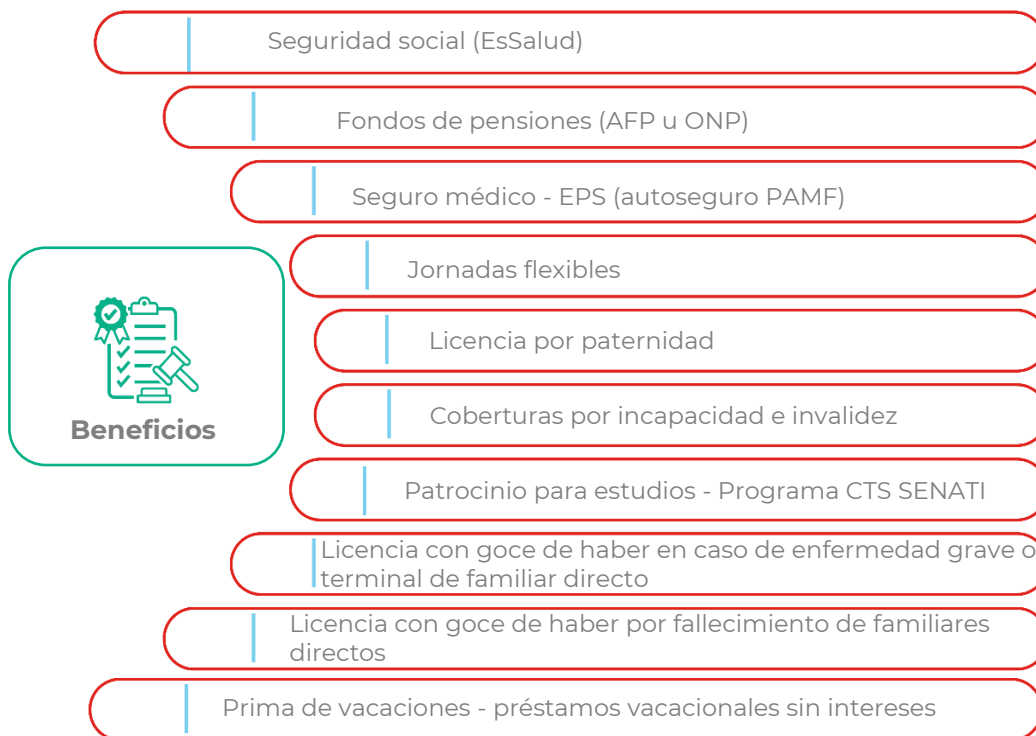 Seguridad social (EsSalud)
Fondos de pensiones (AFP u ONP)
Seguro médico - EPS (autoseguro PAMF)
Jornadas flexibles
Licencia por paternidad
Beneficios
Coberturas por incapacidad e invalidez
Patrocinio para estudios - Programa CTS SENATI
Licencia con goce de haber en caso de enfermedad grave o
terminal de familiar directo
Licencia con goce de haber por fallecimiento de familiares
directos
Prima de vacaciones - préstamos vacacionales sin intereses